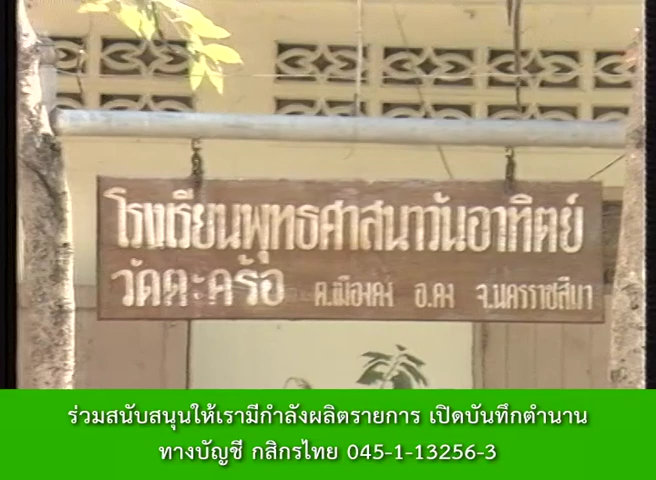 โรงเรียนพุทธศาสนาวันอาทิตย์
วัดตะคร้อ ต.เมืองคง อ.คง จ.นครราชสีมา
ร่วมสนับสนุนให้เรามีกำลังผลิตรายการ เปิดบันทึกตำนาน
ทางบัญชี กสิกรไทย 045-1-13256-3